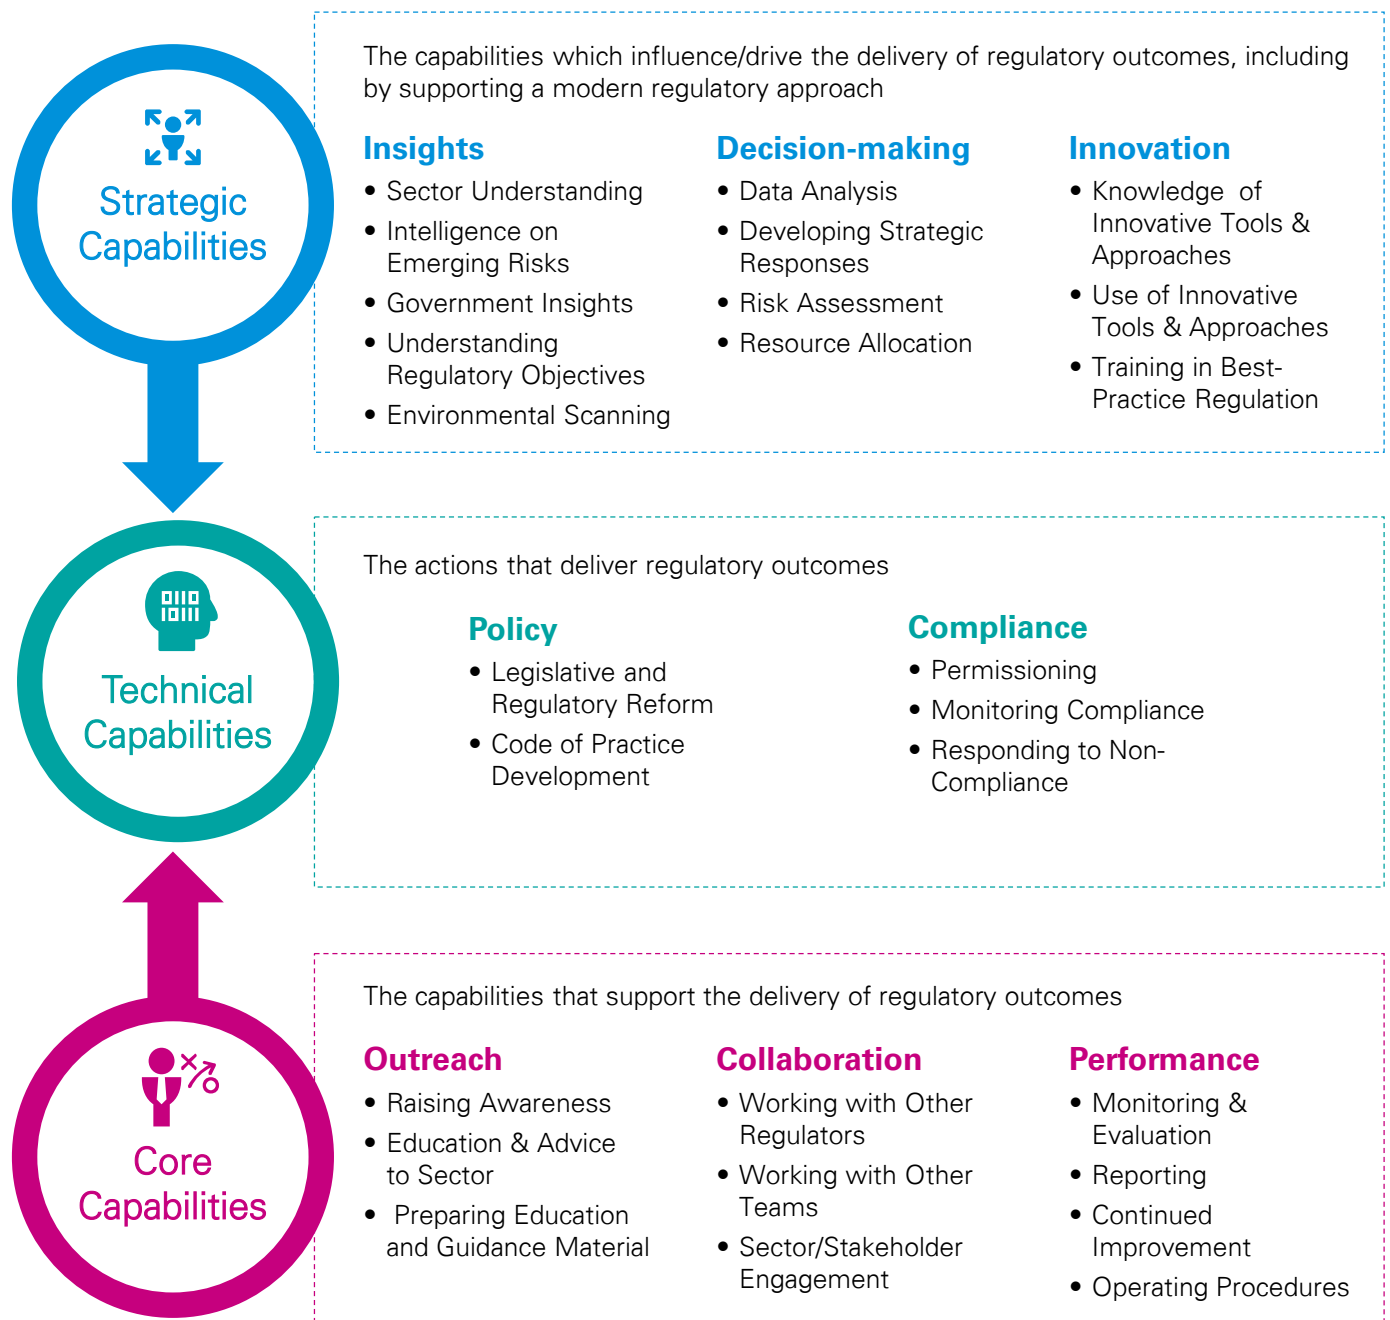 Strategic
Capabilities
The capabilities which influence/drive the delivery of regulatory outcomes, including
by supporting a modern regulatory approach
Insights
• Sector Understanding
• Intelligence on
Emerging Risks
• Government Insights
• Understanding
Regulatory Objectives
• Environmental Scanning
Decision-making
• Data Analysis
• Developing Strategic
Responses
• Risk Assessment
• Resource Allocation
Innovation
• Knowledge of
Innovative Tools &
Approaches
• Use of Innovative
Tools & Approaches
• Training in Best-
Practice Regulation
0110
10111
Technical
Capabilities
The actions that deliver regulatory outcomes
Policy
• Legislative and
Regulatory Reform
• Code of Practice
Development
Compliance
• Permissioning
• Monitoring Compliance
• Responding to Non-
Compliance
Core
Capabilities
The capabilities that support the delivery of regulatory outcomes
Outreach
• Raising Awareness
• Education & Advice
to Sector
• Preparing Education
and Guidance Material
Collaboration
• Working with Other
Regulators
• Working with Other
Teams
• Sector/Stakeholder
Engagement
Performance
• Monitoring &
Evaluation
• Reporting
• Continued
Improvement
• Operating Procedures